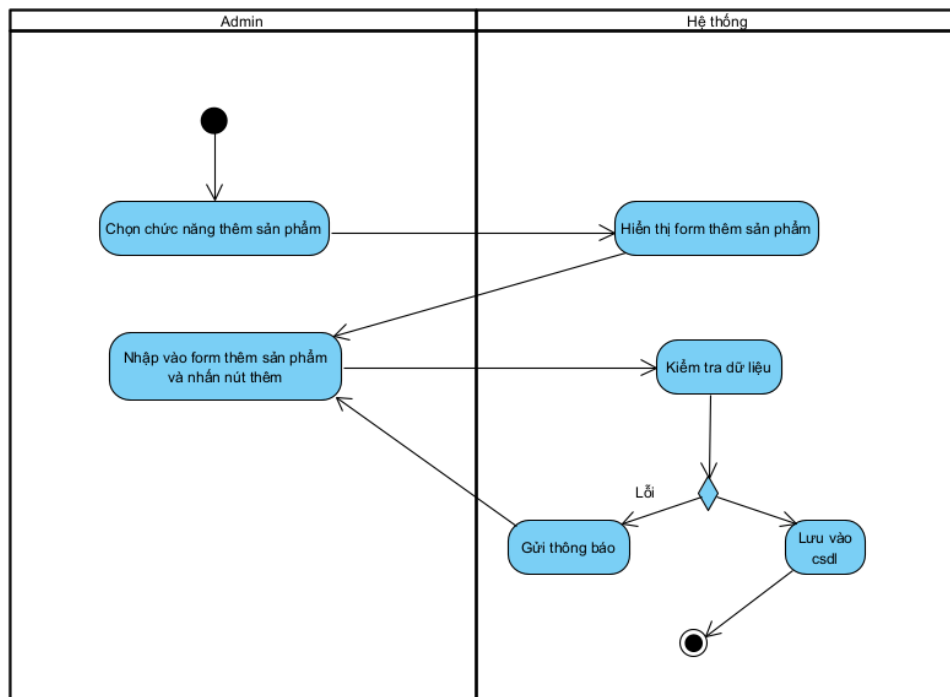 Admin
Hệ thống
Chọn chức năng thêm sản phẩm
Hiển thị form thêm sản phẩm
Nhập vào form thêm sản phẩm
và nhấn nút thêm
Kiểm tra dữ liệu
Lỗi
Gửi thông báo
Lưu vào
csdl